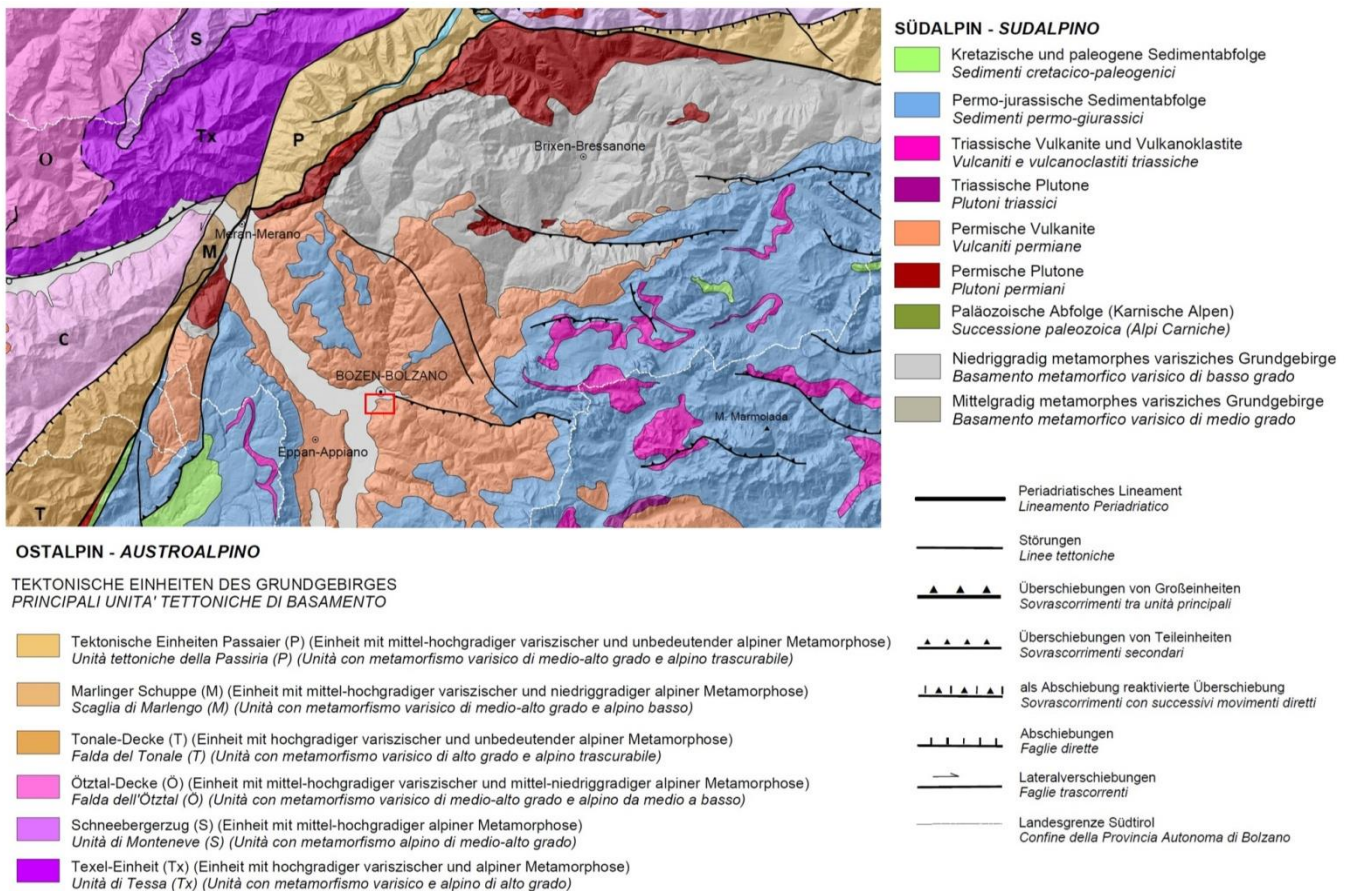 S
Tx
O
P
Brixen-Bressanone
Meran-Merano
M
C
BOZEN-BOLZANO
M. Marmolada
Eppan-Appiano
T
SÜDALPIN - SUDALPINO
Kretazische und paleogene Sedimentabfolge
Sedimenti cretacico-paleogenici
Permo-jurassische Sedimentabfolge
Sedimenti permo-giurassici
Triassische Vulkanite und Vulkanoklastite
Vulcaniti e vulcanoclastiti triassiche
Triassische Plutone
Plutoni triassici
Permische Vulkanite
Vulcaniti permiane
Permische Plutone
Plutoni permiani
Paläozoische Abfolge (Karnische Alpen)
Successione paleozoica (Alpi Carniche)
Niedriggradig metamorphes varisziches Grundgebirge
Basamento metamorfico varisico di basso grado
Mittelgradig metamorphes varisziches Grundgebirge
Basamento metamorfico varisico di medio grado
Periadriatisches Lineament
Lineamento Periadriatico
Störungen
Linee tettoniche
Überschiebungen von Großeinheiten
Sovrascorrimenti tra unità principali
Überschiebungen von Teileinheiten
Sovrascorrimenti secondari
als Abschiebung reaktivierte Überschiebung
Sovrascorrimenti con successivi movimenti diretti
Abschiebungen
Faglie dirette
Lateralverschiebungen
Faglie trascorrenti
Landesgrenze Südtirol
Confine della Provincia Autonoma di Bolzano
OSTALPIN - AUSTROALPINO
TEKTONISCHE EINHEITEN DES GRUNDGEBIRGES
PRINCIPALI UNITA' TETTONICHE DI BASAMENTO
Tektonische Einheiten Passaier (P) (Einheit mit mittel-hochgradiger variszischer und unbedeutender alpiner Metamorphose)
Unità tettoniche della Passiria (P) (Unità con metamorfismo varisico di medio-alto grado e alpino trascurabile)
Marlinger Schuppe (M) (Einheit mit mittel-hochgradiger variszischer und niedriggradiger alpiner Metamorphose)
Scaglia di Marlengo (M) (Unità con metamorfismo varisico di medio-alto grado e alpino basso)
Tonale-Decke (T) (Einheit mit hochgradiger variszischer und unbedeutender alpiner Metamorphose)
Falda del Tonale (T) (Unità con metamorfismo varisico di alto grado e alpino trascurabile)
Ötztal-Decke (Ö) (Einheit mit mittel-hochgradiger variszischer und mittel-niedriggradiger alpiner Metamorphose)
Falda dell'Ötztal (Ö) (Unità con metamorfismo varisico di medio-alto grado e alpino da medio a basso)
Schneebergerzug (S) (Einheit mit mittel-hochgradiger alpiner Metamorphose)
Unità di Monteneve (S) (Unità con metamorfismo alpino di medio-alto grado)
Texel-Einheit (Tx) (Einheit mit hochgradiger variszischer und alpiner Metamorphose)
Unità di Tessa (Tx) (Unità con metamorfismo varisico e alpino di alto grado)